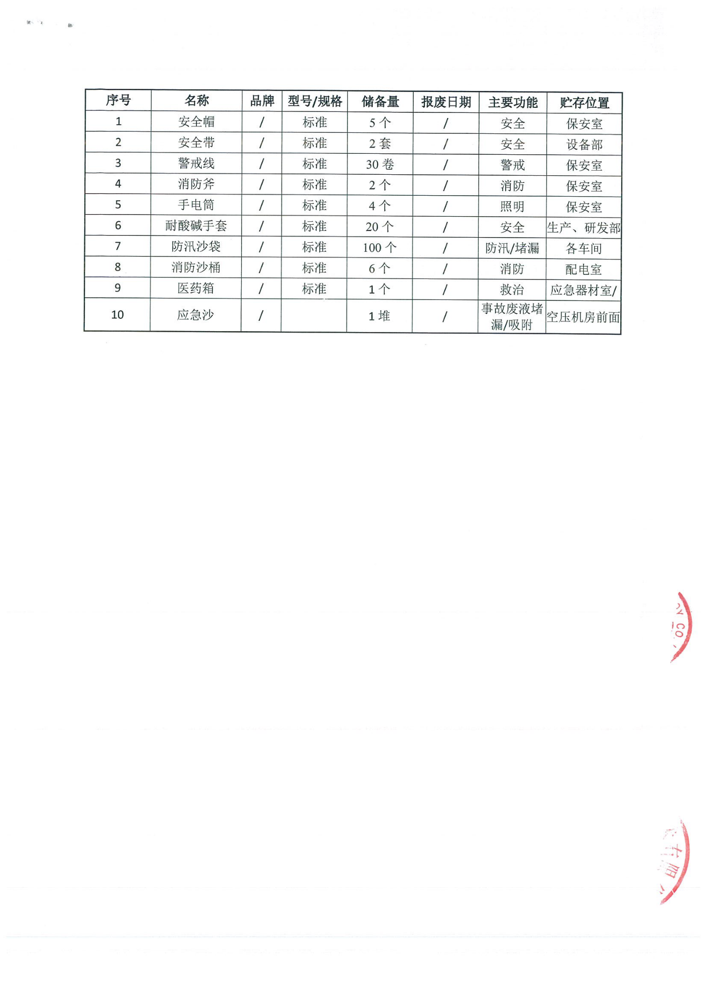 序号 名称 品牌 型号/规格 储备量 报废日期 主要功能 贮存位置
1 安全帽 / 标准 5 个 / 安全 保安室
2 安全带 / 标准 2 套 / 安全 设备部
3 警戒线 / 标准 30 卷 / 警戒 保安室
4 消防斧 / 标准 2 个 / 消防 保安室
5 手电筒 / 标准 4 个 / 照明 保安室
6 耐酸碱手套 / 标准 20 个 / 安全 生产、研发部
7 防汛沙袋 / 标准 100 个 / 防汛/堵漏 各车间
8 消防沙桶 / 标准 6 个 / 消防 配电室
9 医药箱 / 标准 1 个 / 救治 应急器材室/
10 应急沙 / 1 堆 / 事故废液堵
漏/吸附 空压机房前面
CO